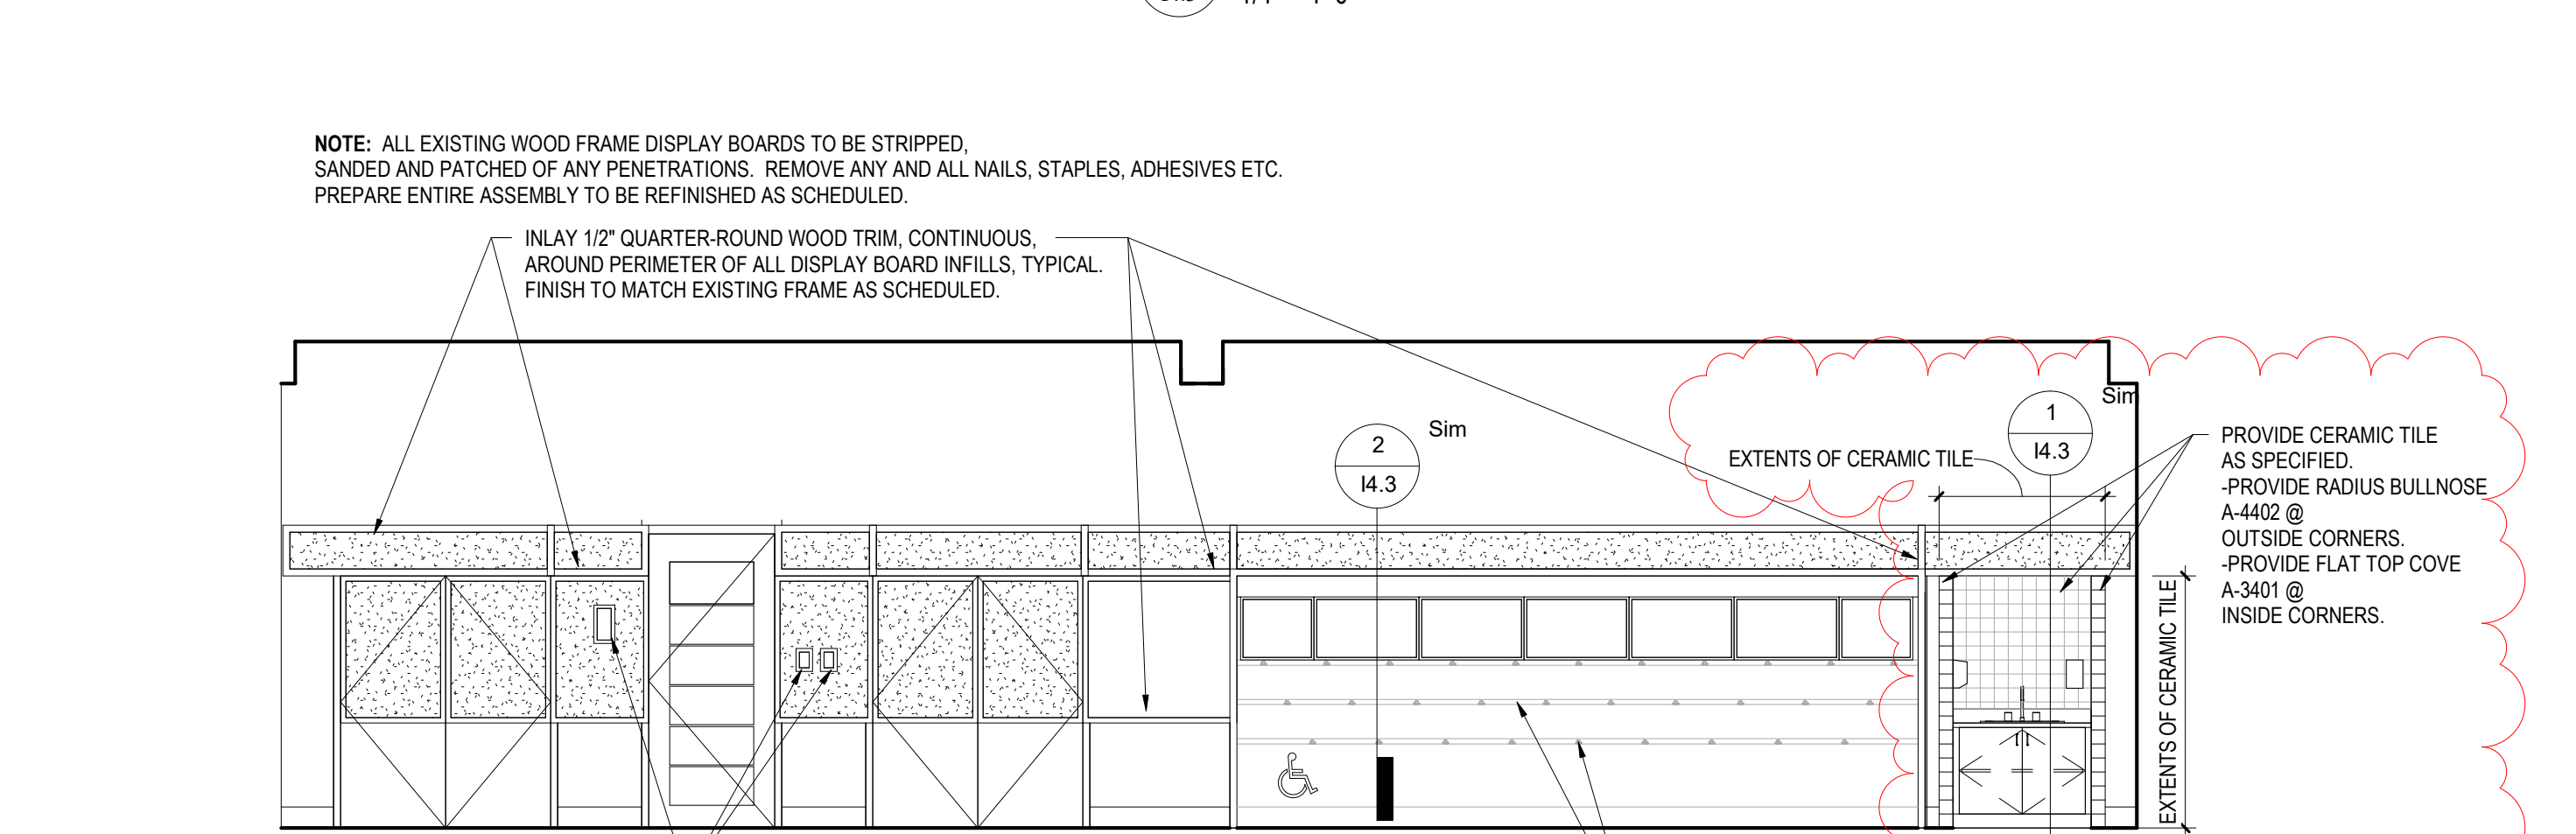 NOTE: ALL EXISTING WOOD FRAME DISPLAY BOARDS TO BE STRIPPED,
SANDED AND PATCHED OF ANY PENETRATIONS. REMOVE ANY AND ALL NAILS, STAPLES, ADHESIVES ETC.
PREPARE ENTIRE ASSEMBLY TO BE REFINISHED AS SCHEDULED.
INLAY 1/2" QUARTER-ROUND WOOD TRIM, CONTINUOUS,
AROUND PERIMETER OF ALL DISPLAY BOARD INFILLS, TYPICAL.
FINISH TO MATCH EXISTING FRAME AS SCHEDULED.
2
I4.3
Sim
EXTENTS OF CERAMIC TILE
1
I4.3
Sim
PROVIDE CERAMIC TILE
AS SPECIFIED.
-PROVIDE RADIUS BULLNOSE
A-4402 @
OUTSIDE CORNERS.
-PROVIDE FLAT TOP COVE
A-3401 @
INSIDE CORNERS.
EXTENTS OF CERAMIC TILE